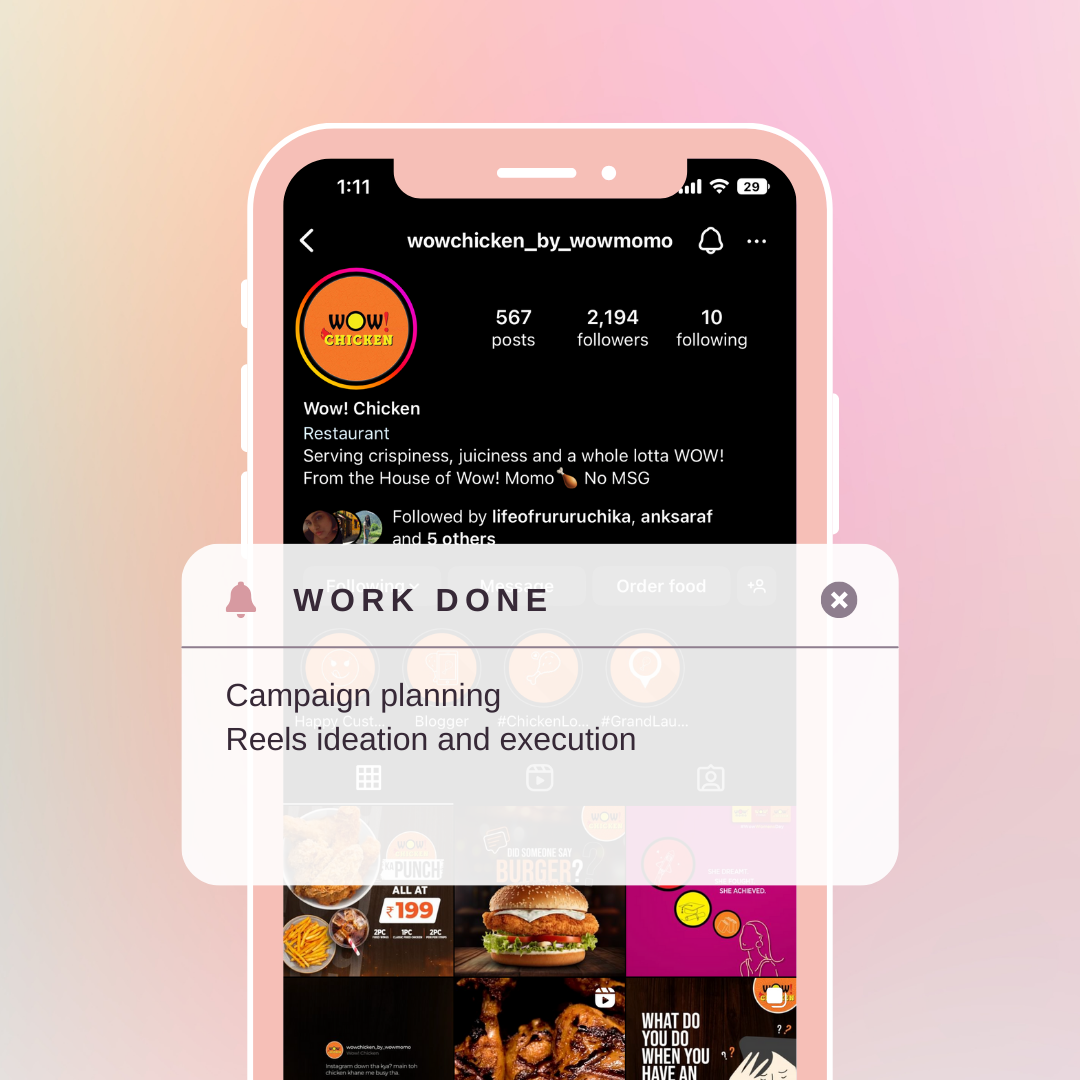 1:11
29
wowchicken_by_wowmomo
WOW!
CHICKEN
567
posts
2,194
followers
10
following
Wow! Chicken
Restaurant
Serving crispiness, juiciness and a whole lotta WOW!
From the House of Wow! Momo🍗 No MSG
Followed by lifeofrururuchika, anksaraf
and 5 others
Following
Message
Order food
WORK DONE
Campaign planning
Reels ideation and execution
Happy Cust...
Blogger
#ChickenLo...
#GrandLau...
PUNCH
ALL AT
₹199
2PC
1PC
2PC
DID SOMEONE SAY
BURGER?
SHE ACHIEVED.
wowchicken_by_wowmomo
Wow! Chicken
Instagram down tha kya? main toh
chicken khane me busy tha.
WOW!
CHICKEN
WHAT DO
YOU DO
WHEN YOU
HAVE AN